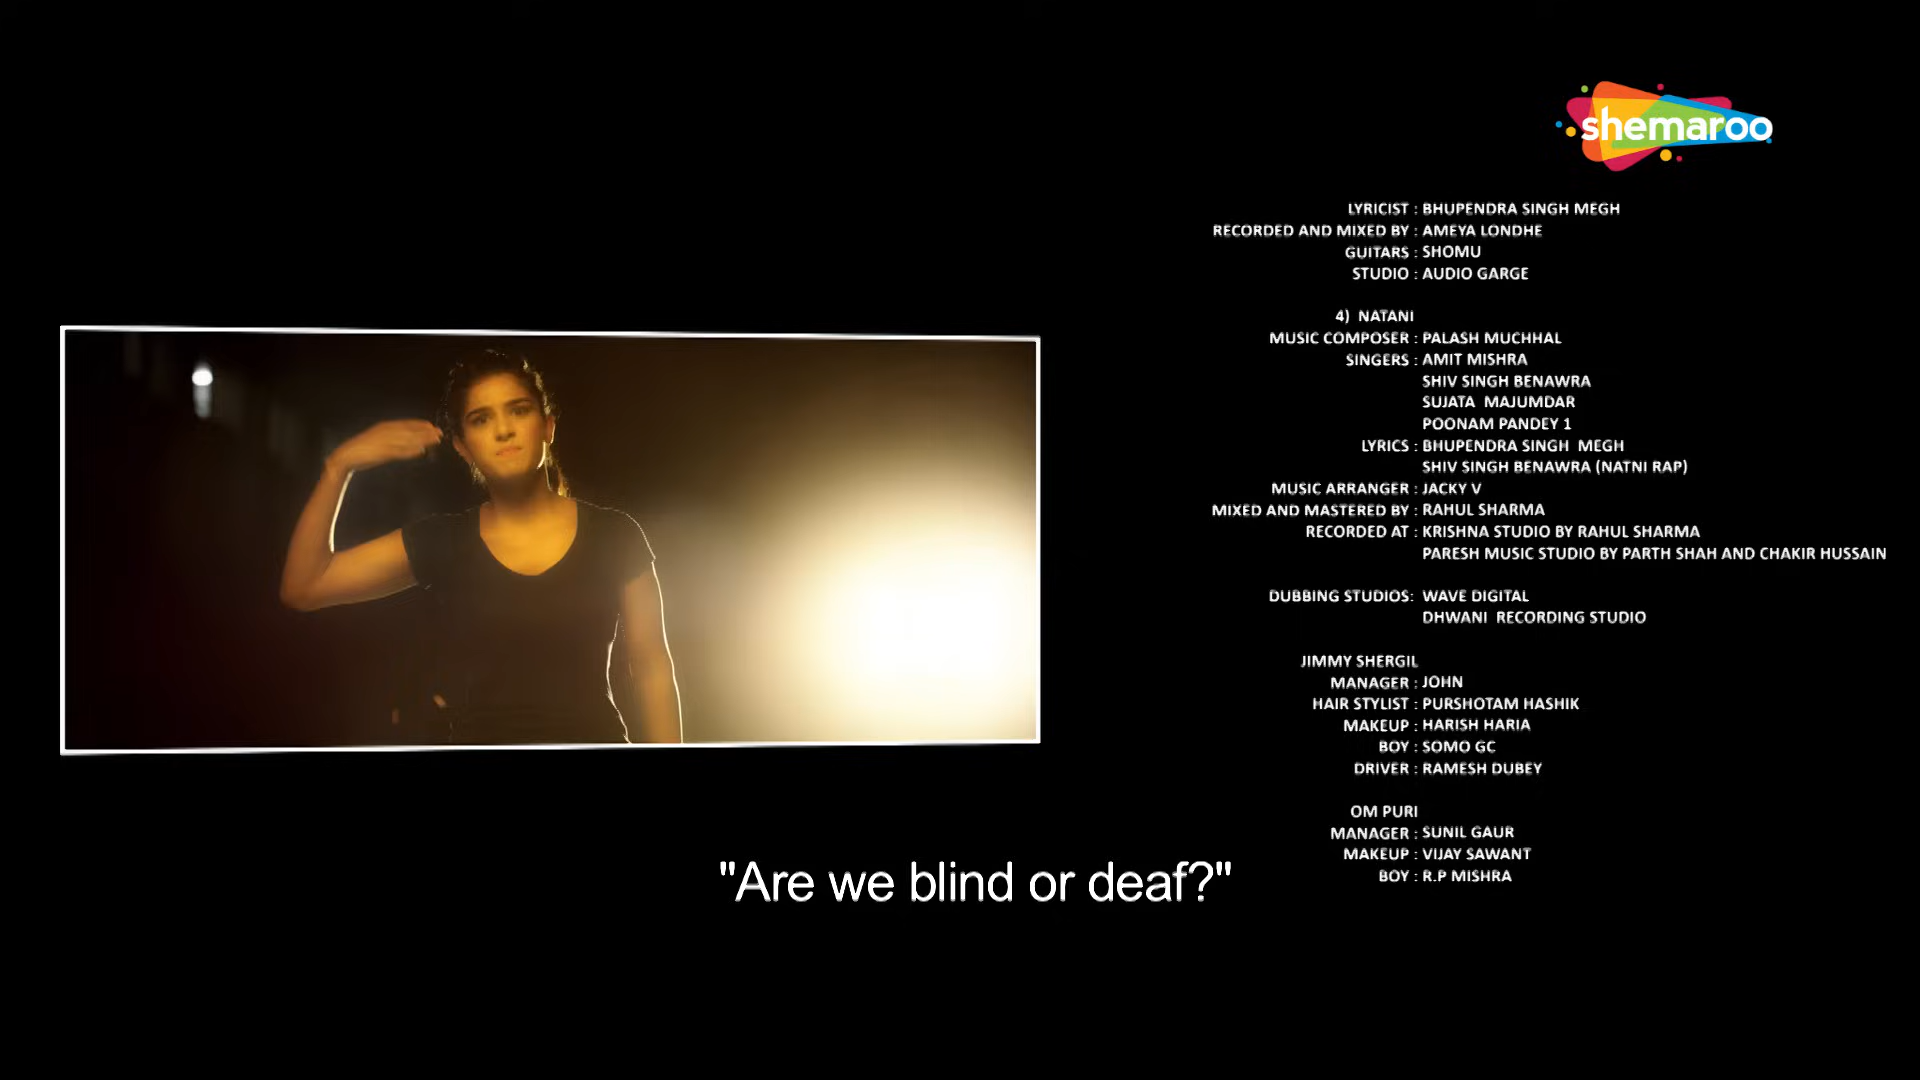 shemaroo
LYRICIST : BHUPENDRA SINGH MEGH
RECORDED AND MIXED BY : AMEYA LONDHE
GUITARS : SHOMU
STUDIO : AUDIO GARGE
4) NATANI
MUSIC COMPOSER : PALASH MUCHHAL
SINGERS : AMIT MISHRA
SHIV SINGH BENAWRA
SUJATA MAJUMDAR
POONAM PANDEY 1
LYRICS : BHUPENDRA SINGH MEGH
SHIV SINGH BENAWRA (NATNI RAP)
MUSIC ARRANGER : JACKY V
MIXED AND MASTERED BY : RAHUL SHARMA
RECORDED AT : KRISHNA STUDIO BY RAHUL SHARMA
PARESH MUSIC STUDIO BY PARTH SHAH AND CHAKIR HUSSAIN
DUBBING STUDIOS: WAVE DIGITAL
DHWANI RECORDING STUDIO
JIMMY SHERGIL
MANAGER : JOHN
HAIR STYLIST : PURSHOTAM HASHIK
MAKEUP : HARISH HARIA
BOY : SOMO GC
DRIVER : RAMESH DUBEY
OM PURI
MANAGER : SUNIL GAUR
MAKEUP : VIJAY SAWANT
BOY : R.P MISHRA
"Are we blind or deaf?"